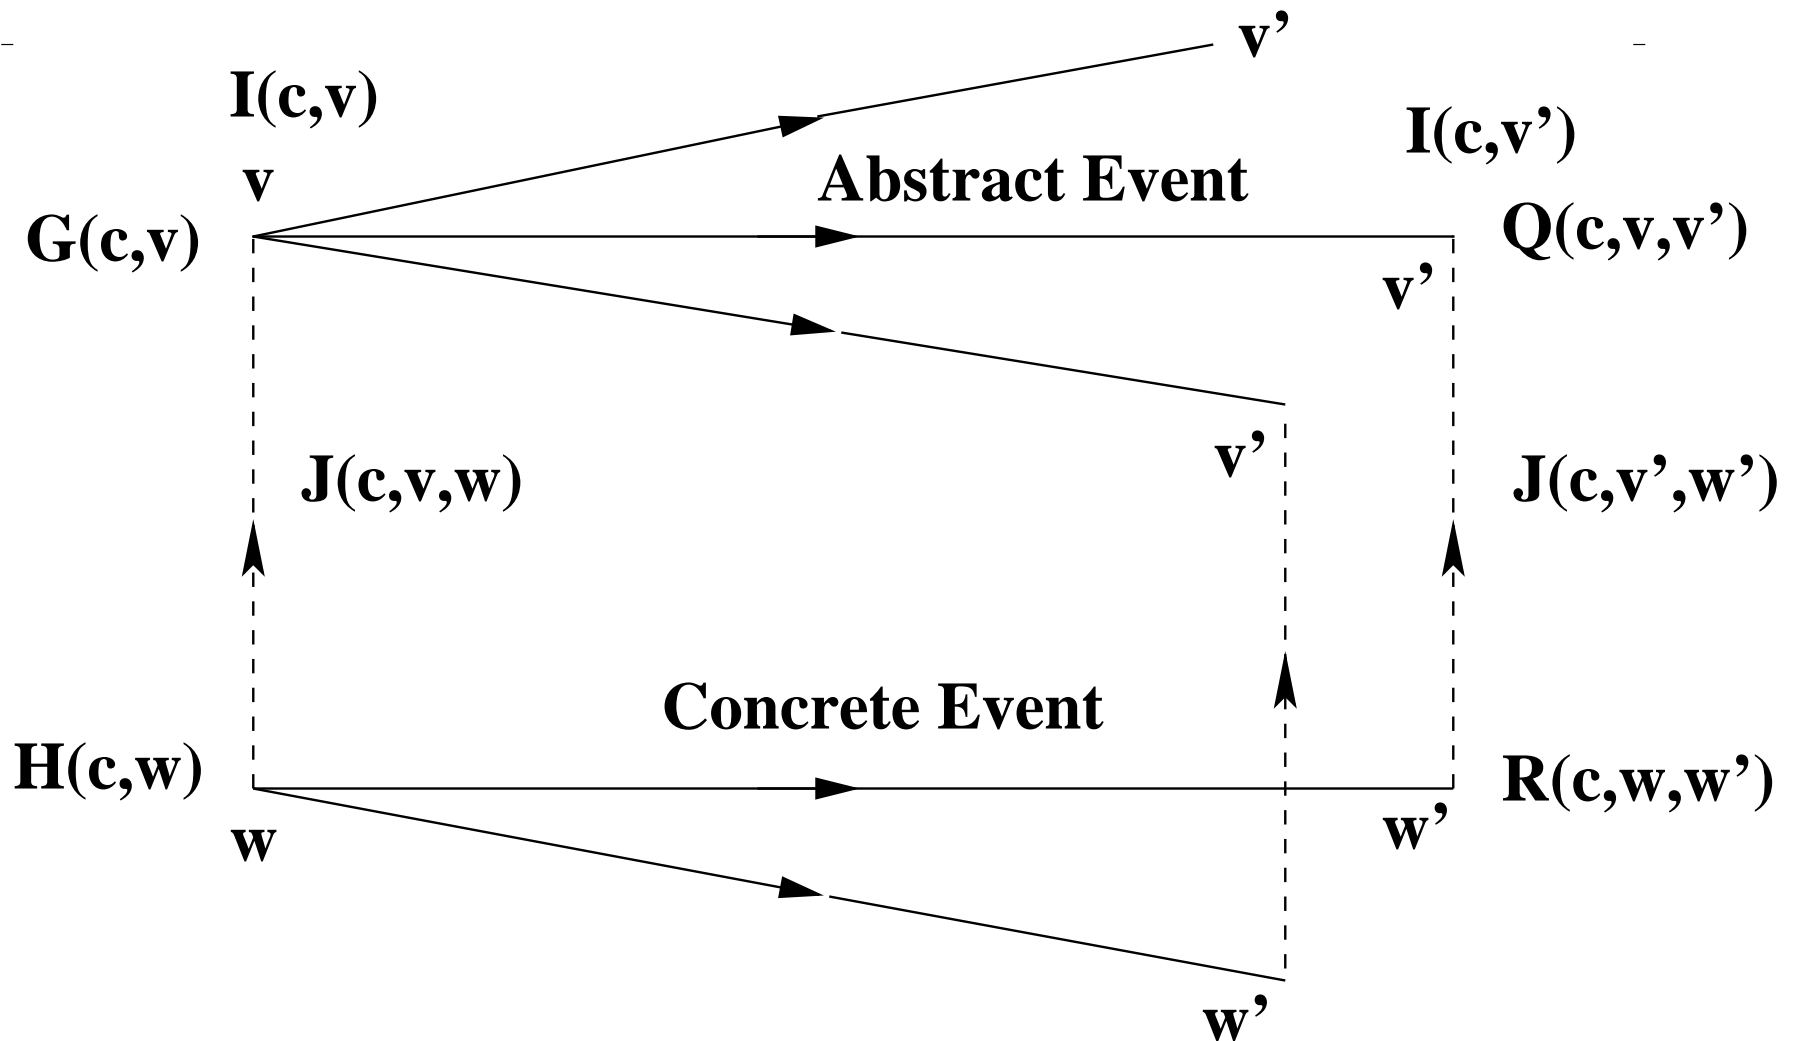 v’
I(c,v)
I(c,v’)
v
Abstract Event
G(c,v)
Q(c,v,v’)
v’
v’
J(c,v,w)
J(c,v’,w’)
Concrete Event
H(c,w)
R(c,w,w’)
w
w’
w’